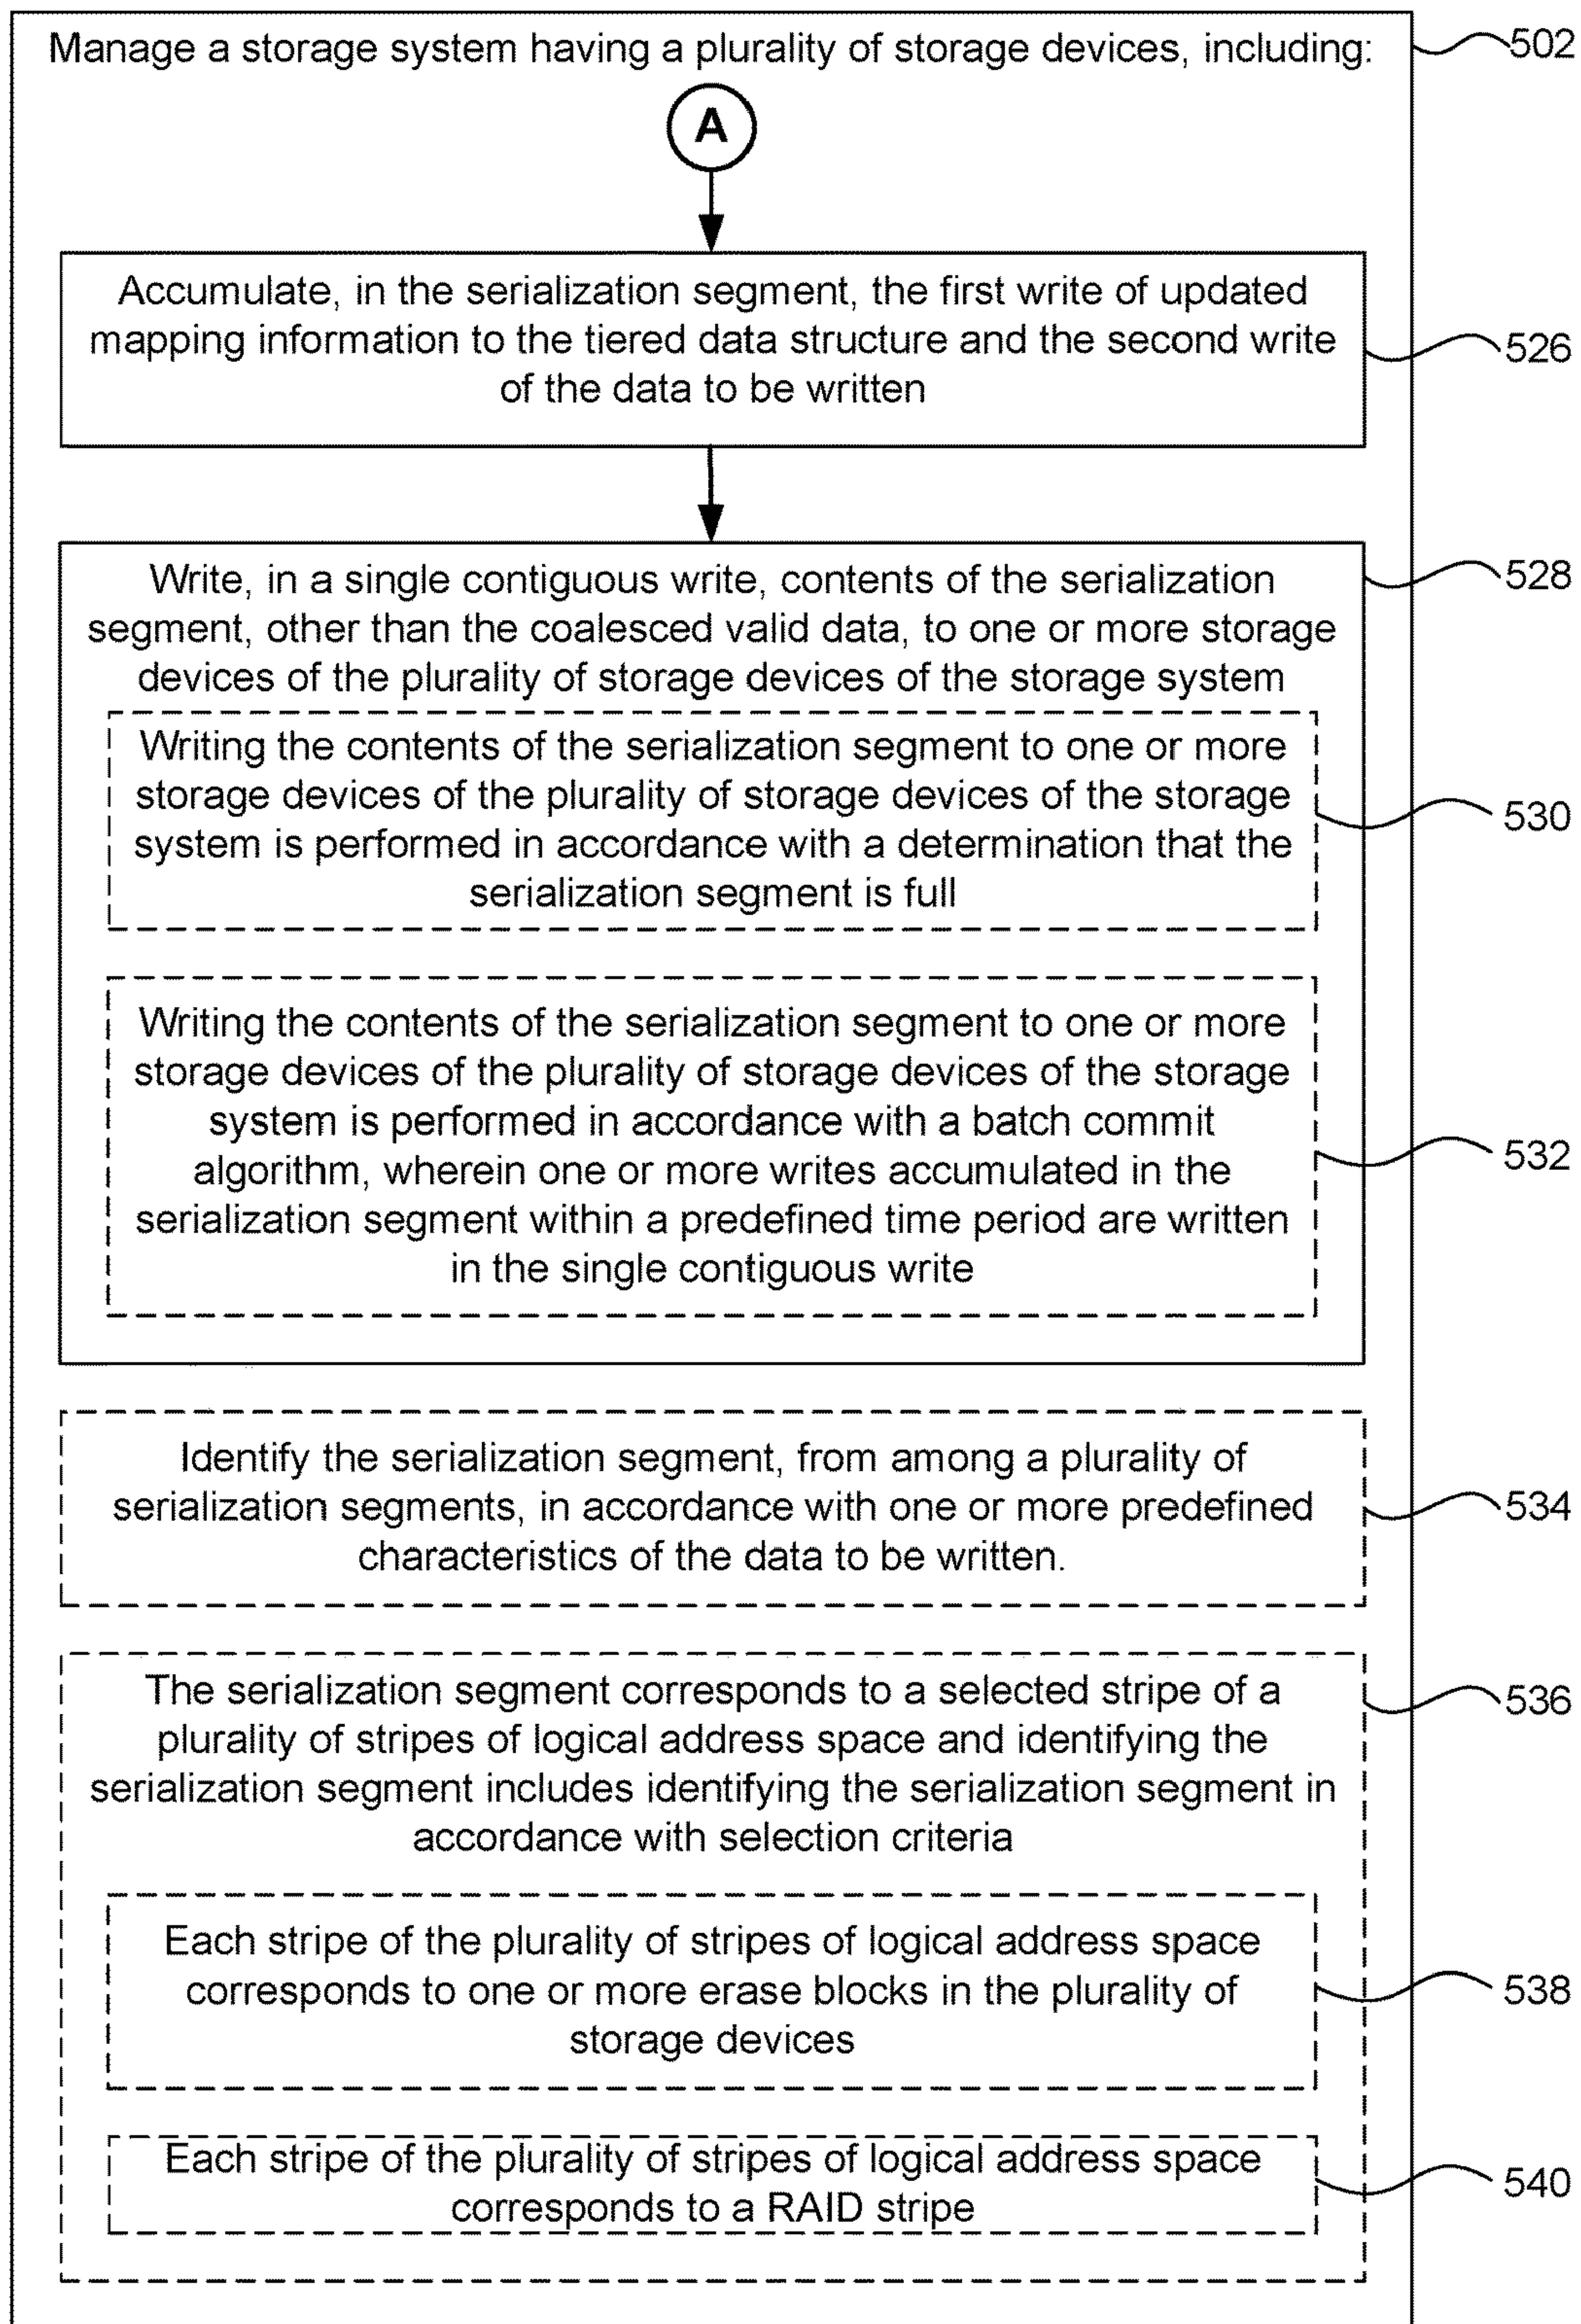 Manage a storage system having a plurality of storage devices, including:
502
A
Accumulate, in the serialization segment, the first write of updated
mapping information to the tiered data structure and the second write
of the data to be written
526
Write, in a single contiguous write, contents of the serialization
segment, other than the coalesced valid data, to one or more storage
devices of the plurality of storage devices of the storage system
528
Writing the contents of the serialization segment to one or more
storage devices of the plurality of storage devices of the storage
system is performed in accordance with a determination that the
serialization segment is full
530
Writing the contents of the serialization segment to one or more
storage devices of the plurality of storage devices of the storage
system is performed in accordance with a batch commit
algorithm, wherein one or more writes accumulated in the
serialization segment within a predefined time period are written
in the single contiguous write
532
Identify the serialization segment, from among a plurality of
serialization segments, in accordance with one or more predefined
characteristics of the data to be written.
534
The serialization segment corresponds to a selected stripe of a
plurality of stripes of logical address space and identifying the
serialization segment includes identifying the serialization segment in
accordance with selection criteria
536
Each stripe of the plurality of stripes of logical address space
corresponds to one or more erase blocks in the plurality of
storage devices
538
Each stripe of the plurality of stripes of logical address space
corresponds to a RAID stripe
540